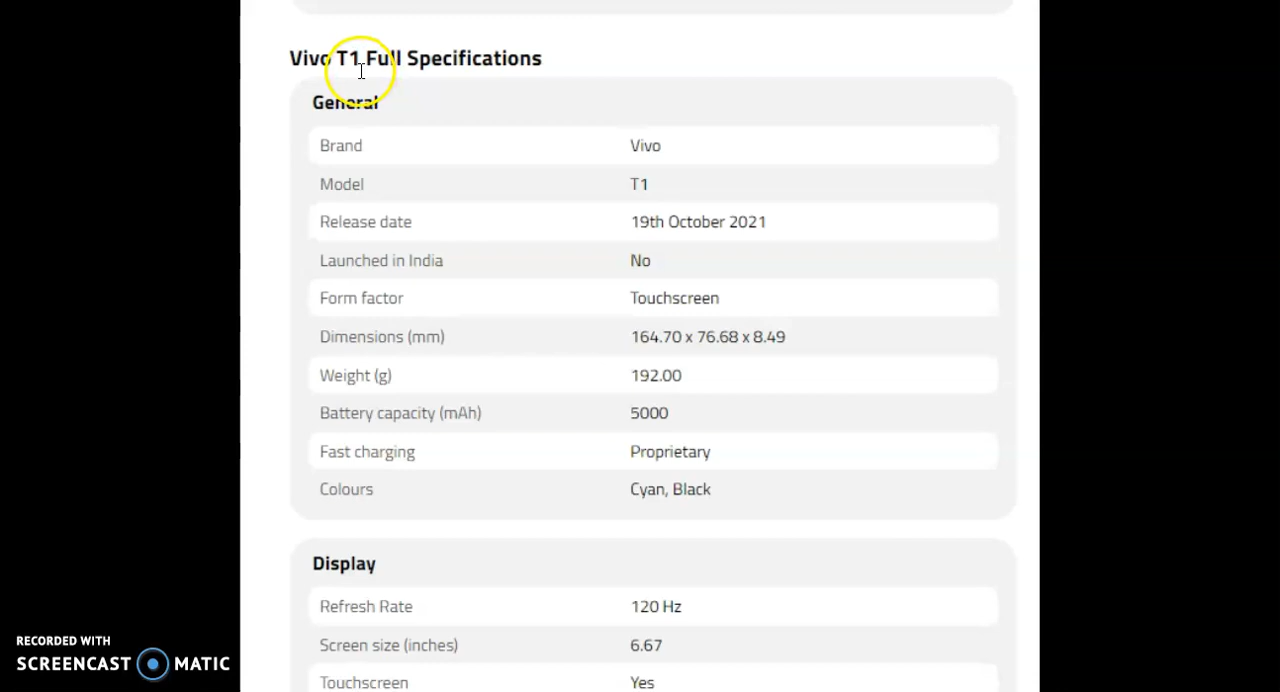 Vivo T1 Full Specifications
General
Brand Vivo
Model T1
Release date 19th October 2021
Launched in India No
Form factor Touchscreen
Dimensions (mm) 164.70 x 76.68 x 8.49
Weight (g) 192.00
Battery capacity (mAh) 5000
Fast charging Proprietary
Colours Cyan, Black
Display
Refresh Rate 120 Hz
Screen size (inches) 6.67
Touchscreen Yes
RECORDED WITH
SCREENCAST MATIC